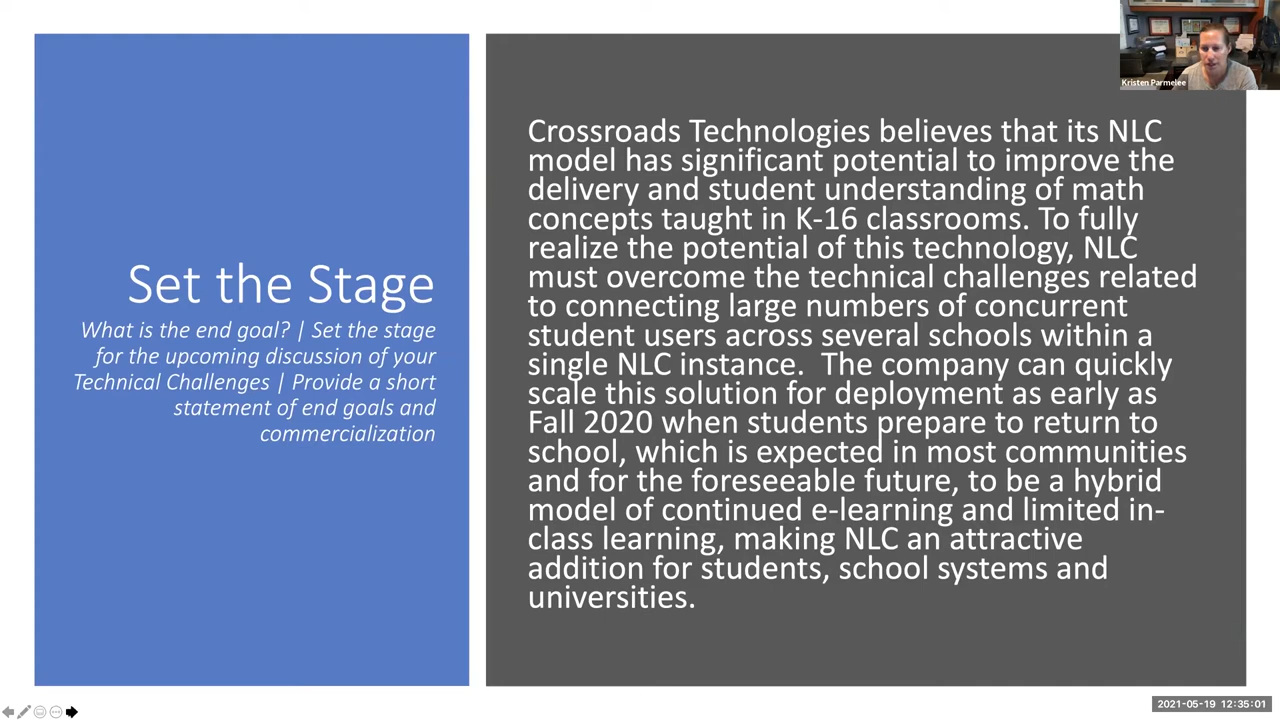 Set the Stage
What is the end goal? | Set the stage
for the upcoming discussion of your
Technical Challenges | Provide a short
statement of end goals and
commercialization
Crossroads Technologies believes that its NLC
model has significant potential to improve the
delivery and student understanding of math
concepts taught in K-16 classrooms. To fully
realize the potential of this technology, NLC
must overcome the technical challenges related
to connecting large numbers of concurrent
student users across several schools within a
single NLC instance.  The company can quickly
scale this solution for deployment as early as
Fall 2020 when students prepare to return to
school, which is expected in most communities
and for the foreseeable future, to be a hybrid
model of continued e-learning and limited in-
class learning, making NLC an attractive
addition for students, school systems and
universities.
Kristen Parmelee
2021-05-19 12:35:01